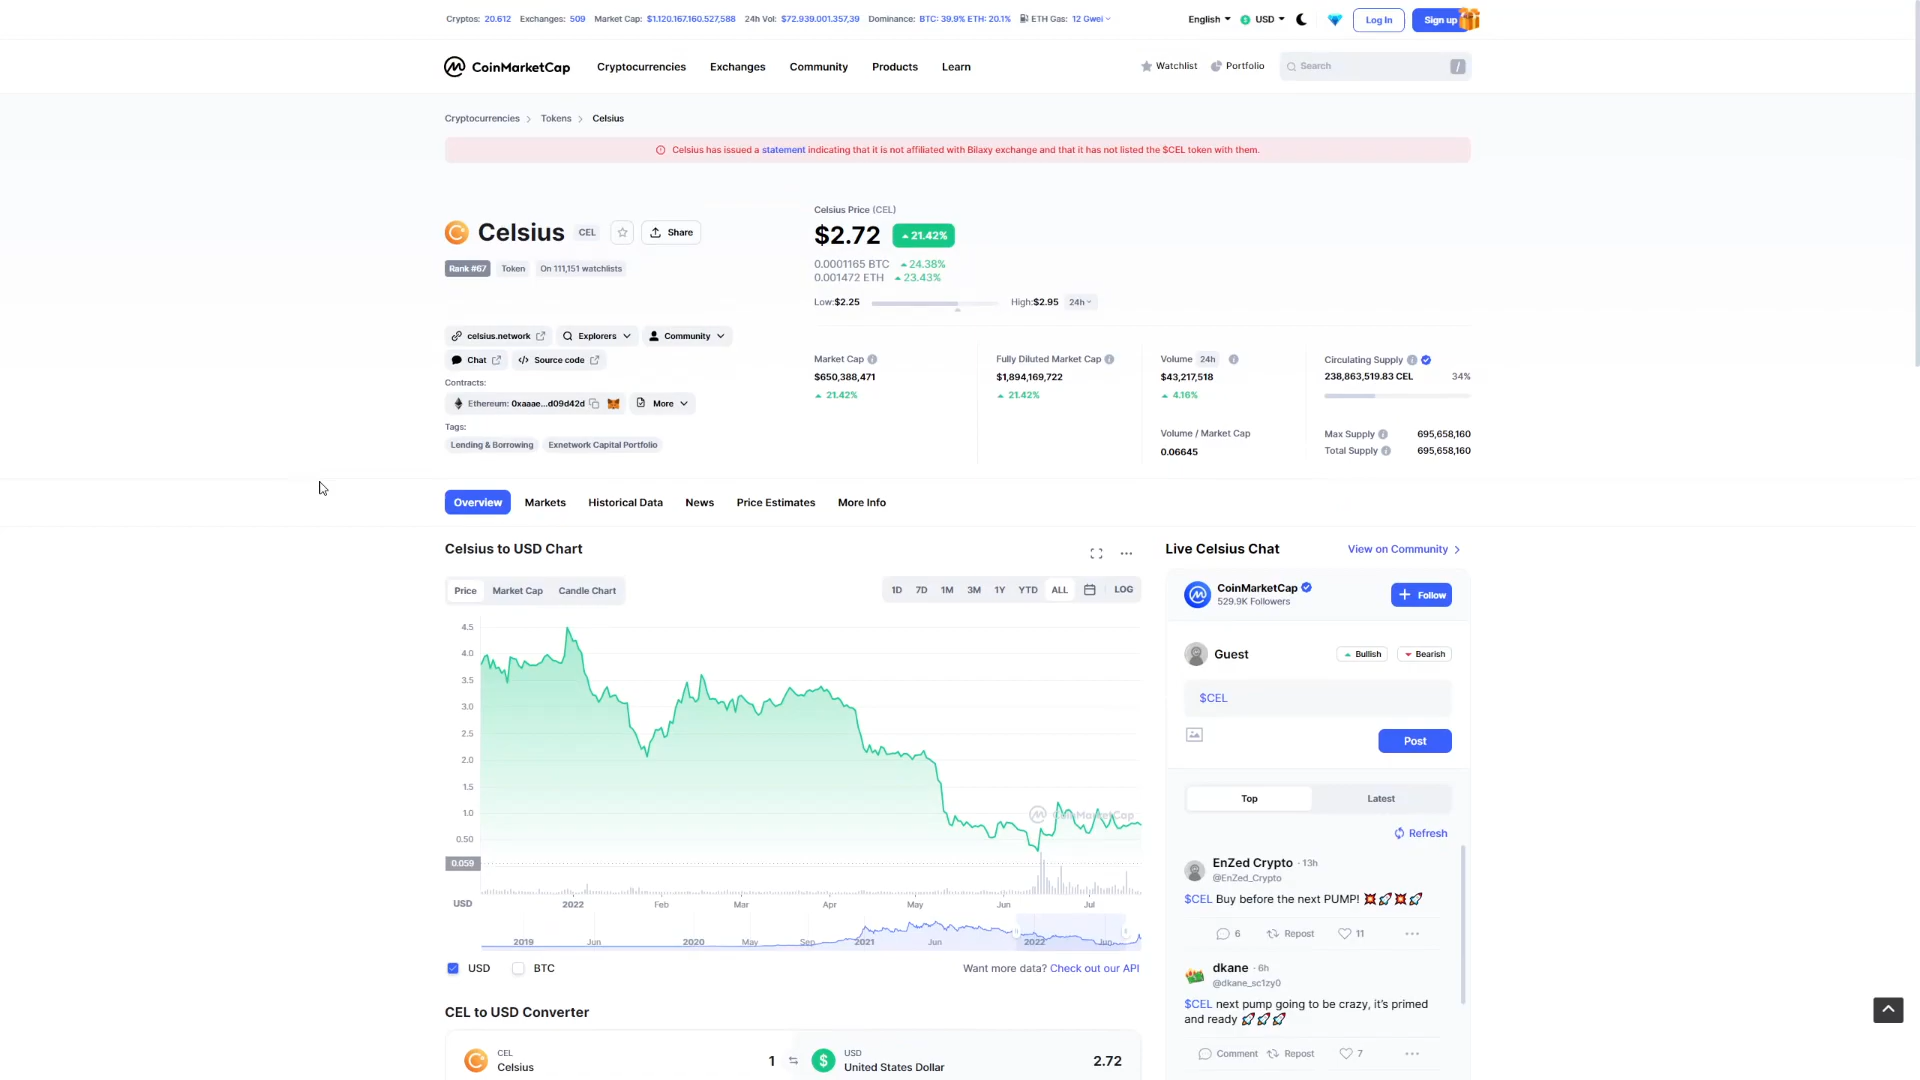 Cryptos: 20.612 Exchanges: 509 Market Cap: $1.120.167.160.527,588 24h Vol: $72.939.001.357,39 Dominance: BTC: 39.9% ETH: 20.1% ETH Gas: 12 Gwei
English USD Log In Sign up
CoinMarketCap Cryptocurrencies Exchanges Community Products Learn Watchlist Portfolio Search /
Cryptocurrencies > Tokens > Celsius
Celsius has issued a statement indicating that it is not affiliated with Bilaxy exchange and that it has not listed the $CEL token with them.
Celsius CEL Share
Rank #67 Token On 111,151 watchlists
Celsius Price (CEL)
$2.72 21.42%
0.0001165 BTC 24.38%
0.001472 ETH 23.43%
Low:$2.25 High:$2.95 24h
celsius.network Explorers Community
Chat Source code
Contracts:
Ethereum: 0xaaae...d09d42d More
Tags:
Lending & Borrowing Exnetwork Capital Portfolio
Market Cap
$650,388,471
21.42%
Fully Diluted Market Cap
$1,894,169,722
21.42%
Volume 24h
$43,217,518
4.16%
Volume / Market Cap
0.06645
Circulating Supply
238,863,519.83 CEL 34%
Max Supply 695,658,160
Total Supply 695,658,160
Overview Markets Historical Data News Price Estimates More Info
Celsius to USD Chart
Price Market Cap Candle Chart 1D 7D 1M 3M 1Y YTD ALL LOG
4.5
4.0
3.5
3.0
2.5
2.0
1.5
1.0
0.50
0.059
CoinMarketCap
USD 2022 Feb Mar Apr May Jun Jul
2019 Jun 2020 May Sep 2021 Jun 2022 Jun
USD BTC Want more data? Check out our API
CEL to USD Converter
CEL
Celsius 1
USD
United States Dollar 2.72
Live Celsius Chat View on Community >
CoinMarketCap
529.9K Followers
+ Follow
Guest Bullish Bearish
$CEL
Post
Top Latest
Refresh
EnZed Crypto · 13h
@EnZed_Crypto
$CEL Buy before the next PUMP! 💥🚀💥🚀
6 Repost 11
dkane · 6h
@dkane_sc1zy0
$CEL next pump going to be crazy, it's primed
and ready 🚀🚀🚀
Comment Repost 7